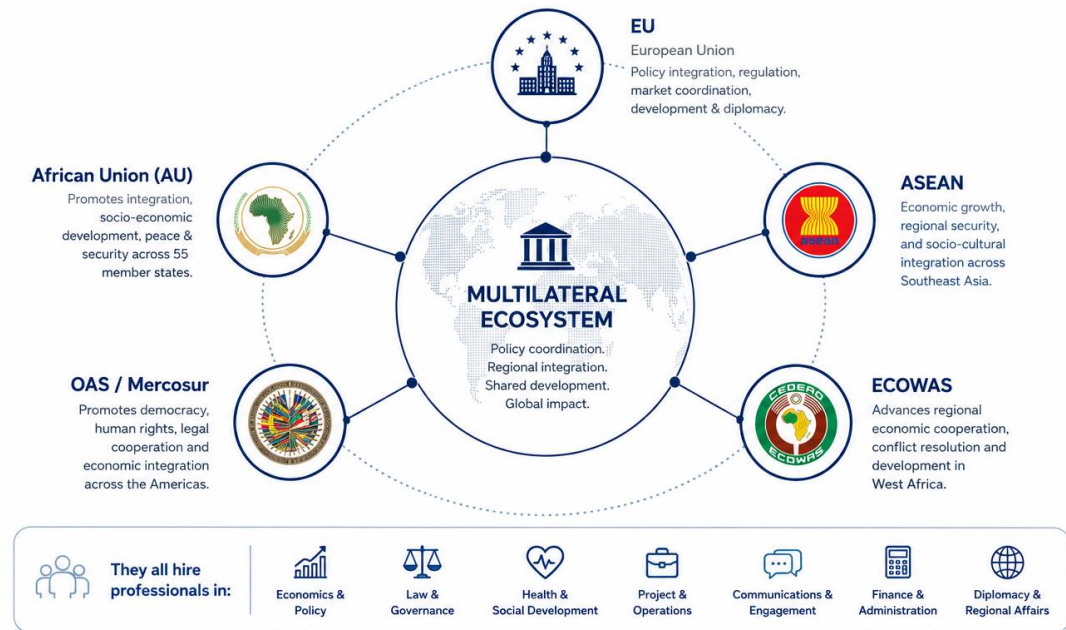 EU
European Union
Policy integration, regulation,
market coordination,
development & diplomacy.
African Union (AU)
Promotes integration,
socio-economic
development, peace &
security across 55
member states.
asean
ASEAN
Economic growth,
regional security,
and socio-cultural
integration across
Southeast Asia.
MULTILATERAL
ECOSYSTEM
Policy coordination.
Regional integration.
Shared development.
Global impact.
OAS / Mercosur
Promotes democracy,
human rights, legal
cooperation and
economic integration
across the Americas.
CEDEAO
ECOWAS
ECOWAS
Advances regional
economic cooperation,
conflict resolution and
development in
West Africa.
They all hire
professionals in:
Economics &
Policy
Law &
Governance
Health &
Social Development
Project &
Operations
Communications &
Engagement
Finance &
Administration
Diplomacy &
Regional Affairs